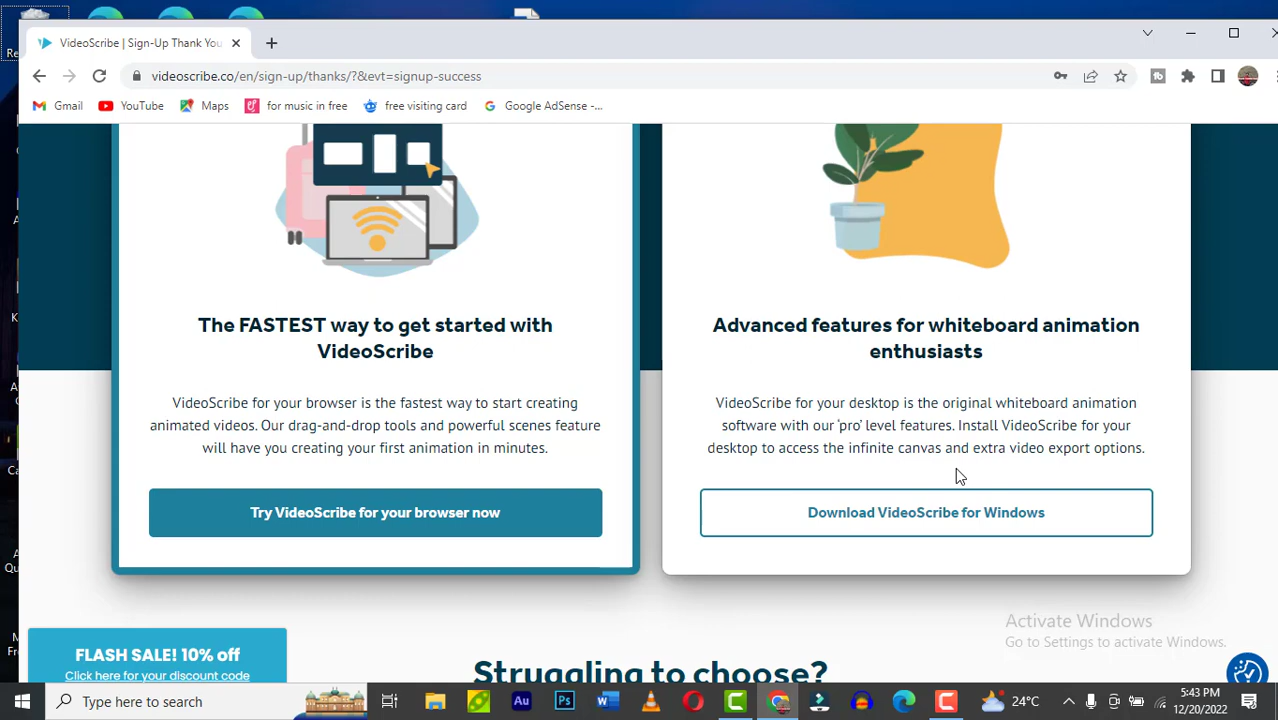 VideoScribe | Sign-Up Thank You
videoscribe.co/en/sign-up/thanks/?&evt=signup-success
Gmail YouTube Maps for music in free free visiting card Google AdSense -...
The FASTEST way to get started with
VideoScribe
VideoScribe for your browser is the fastest way to start creating
animated videos. Our drag-and-drop tools and powerful scenes feature
will have you creating your first animation in minutes.
Try VideoScribe for your browser now
Advanced features for whiteboard animation
enthusiasts
VideoScribe for your desktop is the original whiteboard animation
software with our 'pro' level features. Install VideoScribe for your
desktop to access the infinite canvas and extra video export options.
Download VideoScribe for Windows
Activate Windows
Go to Settings to activate Windows.
FLASH SALE! 10% off
Click here for your discount code
Struggling to choose?
Type here to search
Au Ps
24°C
5:43 PM
12/20/2022